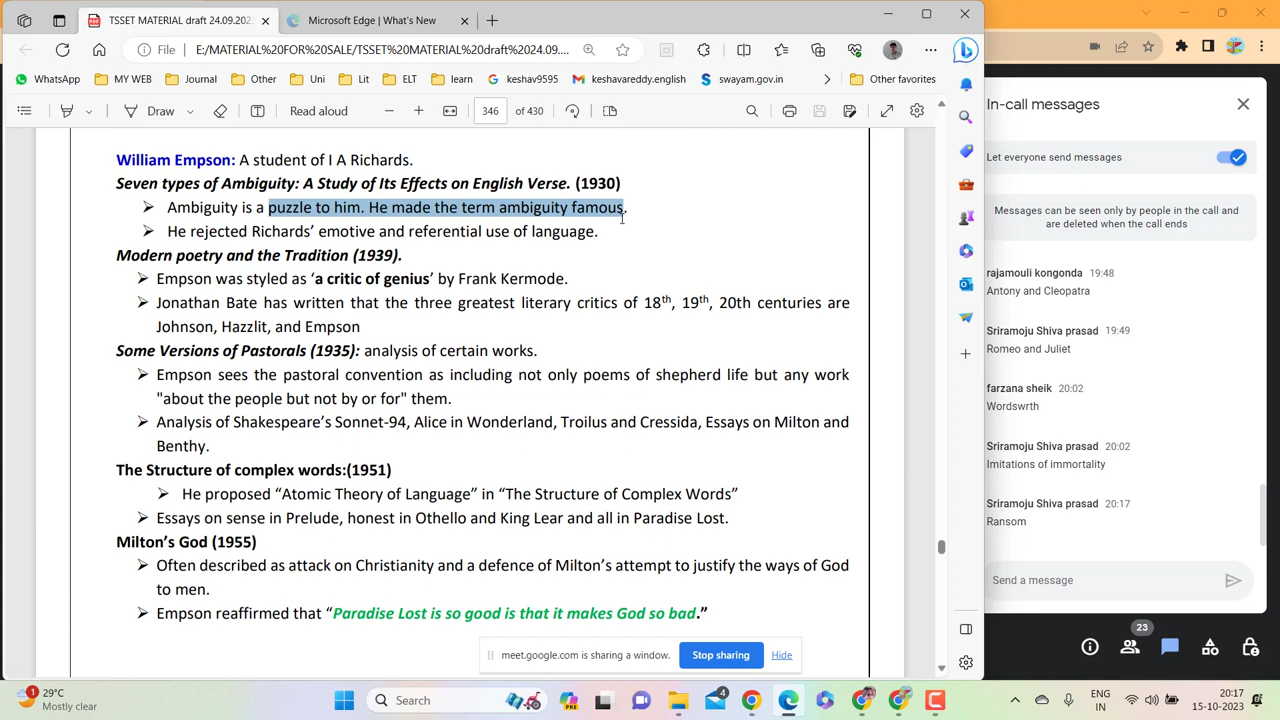 TSSET MATERIAL draft 24.09.202
Microsoft Edge | What's New
File
E:/MATERIAL%20FOR%20SALE/TSSET%20MATERIAL%20draft%2024.09....
WhatsApp
MY WEB
Journal
Other
Uni
Lit
ELT
learn
keshav9595
keshavareddy.english
swayam.gov.in
Other favorites
Draw
Read aloud
346
of 430
William Empson: A student of I A Richards.
Seven types of Ambiguity: A Study of Its Effects on English Verse. (1930)
Ambiguity is a puzzle to him. He made the term ambiguity famous.
He rejected Richards’ emotive and referential use of language.
Modern poetry and the Tradition (1939).
Empson was styled as ‘a critic of genius’ by Frank Kermode.
Jonathan Bate has written that the three greatest literary critics of 18th, 19th, 20th centuries are
Johnson, Hazzlit, and Empson
Some Versions of Pastorals (1935): analysis of certain works.
Empson sees the pastoral convention as including not only poems of shepherd life but any work
"about the people but not by or for" them.
Analysis of Shakespeare’s Sonnet-94, Alice in Wonderland, Troilus and Cressida, Essays on Milton and
Benthy.
The Structure of complex words:(1951)
He proposed “Atomic Theory of Language” in “The Structure of Complex Words”
Essays on sense in Prelude, honest in Othello and King Lear and all in Paradise Lost.
Milton’s God (1955)
Often described as attack on Christianity and a defence of Milton’s attempt to justify the ways of God
to men.
Empson reaffirmed that “Paradise Lost is so good is that it makes God so bad.”
meet.google.com is sharing a window.
Stop sharing
Hide
In-call messages
Let everyone send messages
Messages can be seen only by people in the call and
are deleted when the call ends
rajamouli kongonda 19:48
Antony and Cleopatra
Sriramoju Shiva prasad 19:49
Romeo and Juliet
farzana sheik 20:02
Wordswrth
Sriramoju Shiva prasad 20:02
Imitations of immortality
Sriramoju Shiva prasad 20:17
Ransom
Send a message
23
1
29°C
Mostly clear
Search
PRE
4
ENG
IN
20:17
15-10-2023